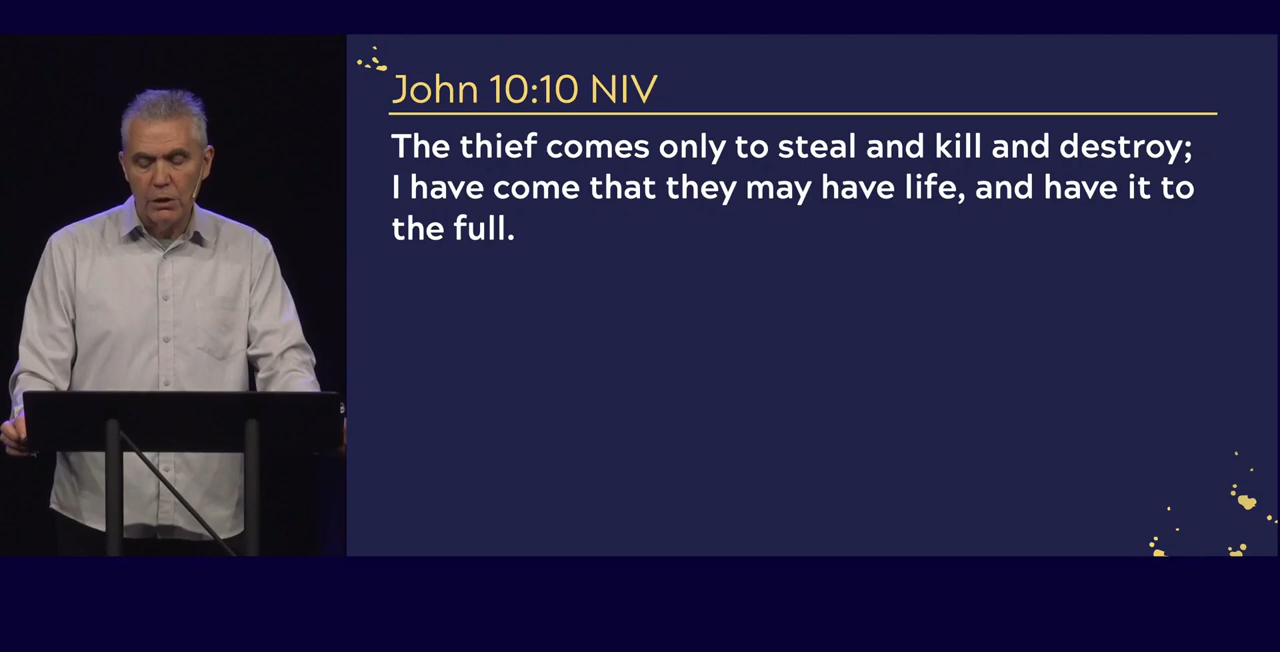 John 10:10 NIV
The thief comes only to steal and kill and destroy;
I have come that they may have life, and have it to
the full.